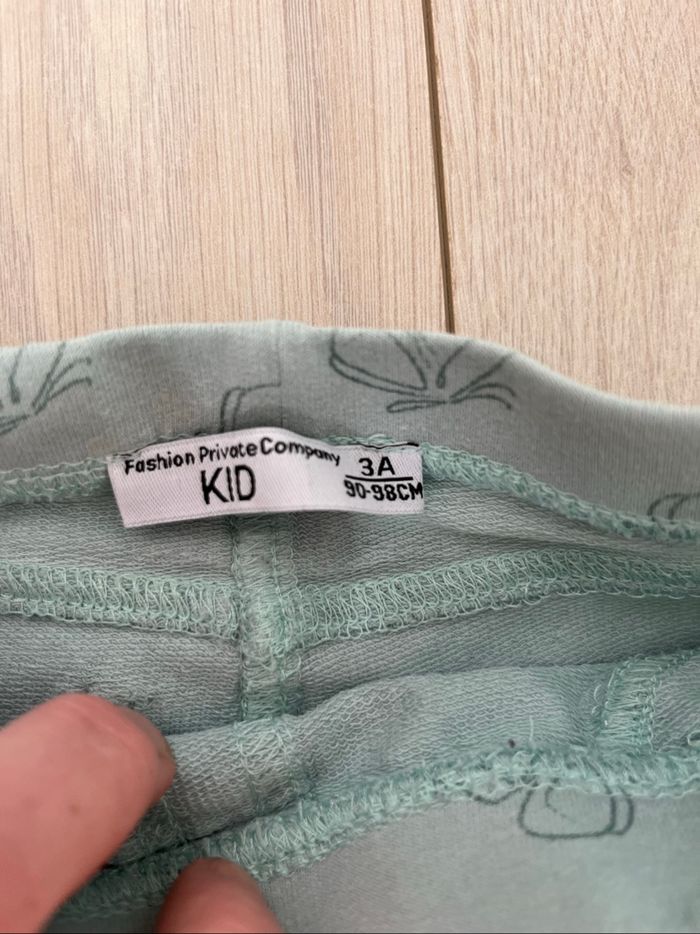 Fashion Private Company
KID
3A
90-98CM